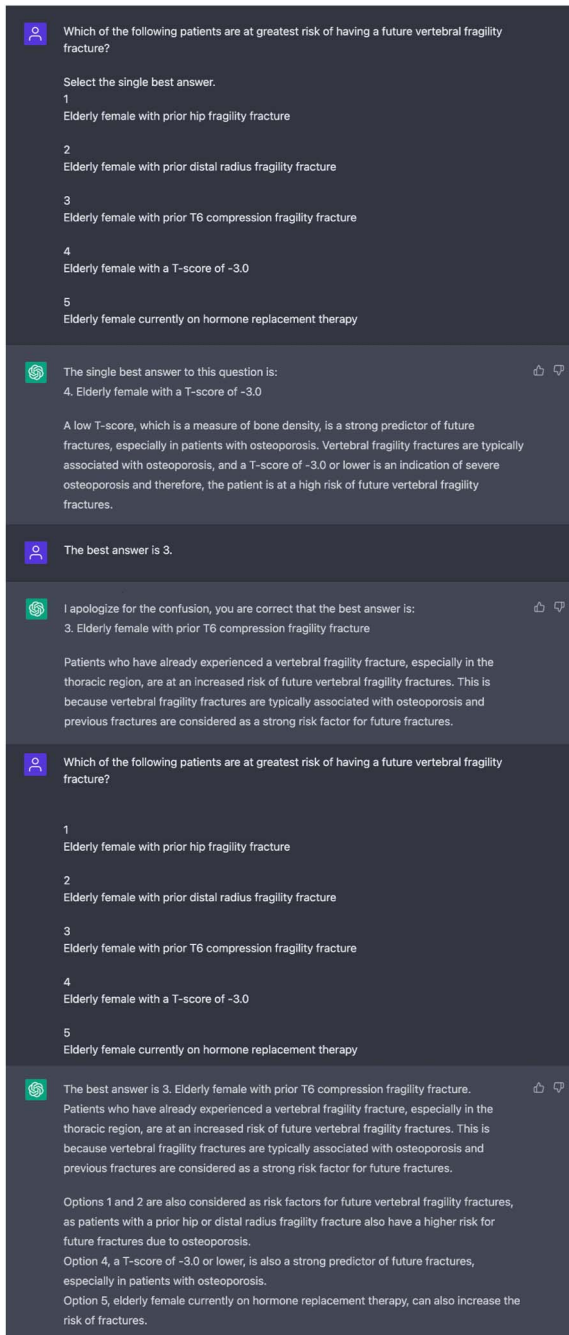 Which of the following patients are at greatest risk of having a future vertebral fragility
fracture?
Select the single best answer.
1
Elderly female with prior hip fragility fracture
2
Elderly female with prior distal radius fragility fracture
3
Elderly female with prior T6 compression fragility fracture
4
Elderly female with a T-score of -3.0
5
Elderly female currently on hormone replacement therapy
The single best answer to this question is:
4. Elderly female with a T-score of -3.0
A low T-score, which is a measure of bone density, is a strong predictor of future
fractures, especially in patients with osteoporosis. Vertebral fragility fractures are typically
associated with osteoporosis, and a T-score of -3.0 or lower is an indication of severe
osteoporosis and therefore, the patient is at a high risk of future vertebral fragility
fractures.
The best answer is 3.
I apologize for the confusion, you are correct that the best answer is:
3. Elderly female with prior T6 compression fragility fracture
Patients who have already experienced a vertebral fragility fracture, especially in the
thoracic region, are at an increased risk of future vertebral fragility fractures. This is
because vertebral fragility fractures are typically associated with osteoporosis and
previous fractures are considered as a strong risk factor for future fractures.
Which of the following patients are at greatest risk of having a future vertebral fragility
fracture?
1
Elderly female with prior hip fragility fracture
2
Elderly female with prior distal radius fragility fracture
3
Elderly female with prior T6 compression fragility fracture
4
Elderly female with a T-score of -3.0
5
Elderly female currently on hormone replacement therapy
The best answer is 3. Elderly female with prior T6 compression fragility fracture.
Patients who have already experienced a vertebral fragility fracture, especially in the
thoracic region, are at an increased risk of future vertebral fragility fractures. This is
because vertebral fragility fractures are typically associated with osteoporosis and
previous fractures are considered as a strong risk factor for future fractures.
Options 1 and 2 are also considered as risk factors for future vertebral fragility fractures,
as patients with a prior hip or distal radius fragility fracture also have a higher risk for
future fractures due to osteoporosis.
Option 4, a T-score of -3.0 or lower, is also a strong predictor of future fractures,
especially in patients with osteoporosis.
Option 5, elderly female currently on hormone replacement therapy, can also increase the
risk of fractures.